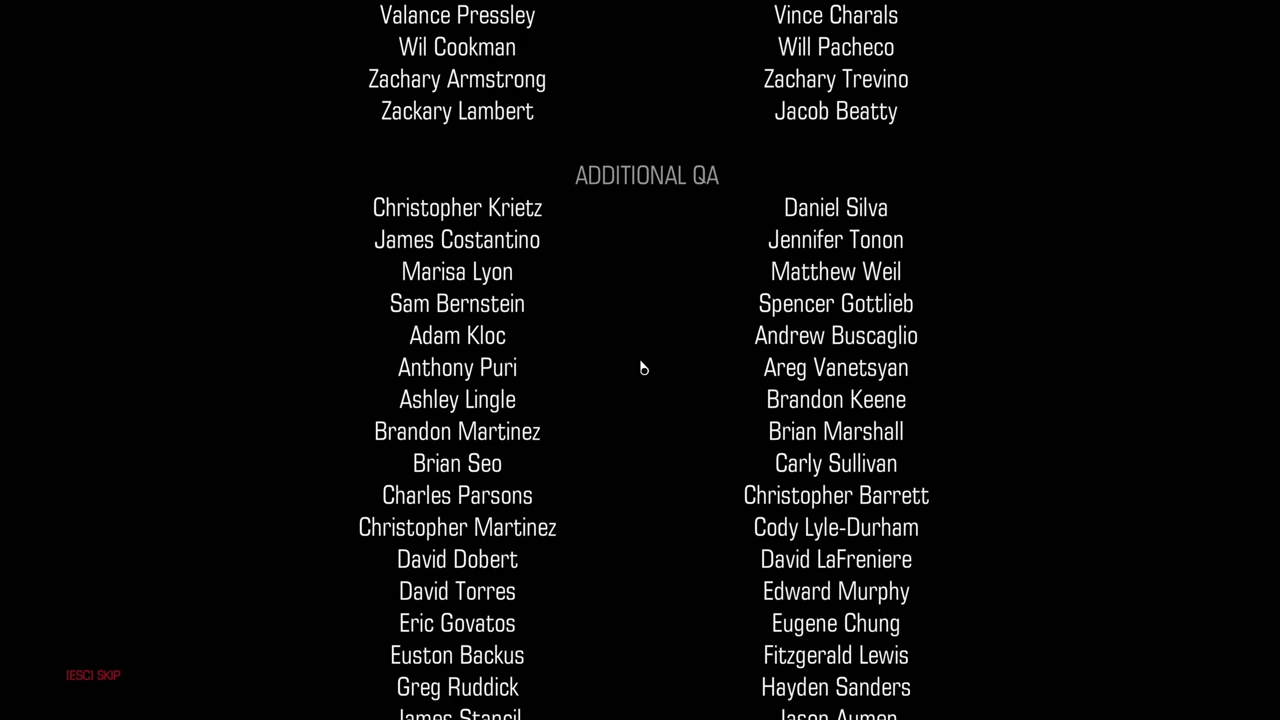 Valance Pressley Vince Charals
Wil Cookman Will Pacheco
Zachary Armstrong Zachary Trevino
Zackary Lambert Jacob Beatty
ADDITIONAL QA
Christopher Krietz Daniel Silva
James Costantino Jennifer Tonon
Marisa Lyon Matthew Weil
Sam Bernstein Spencer Gottlieb
Adam Kloc Andrew Buscaglio
Anthony Puri Areg Vanetsyan
Ashley Lingle Brandon Keene
Brandon Martinez Brian Marshall
Brian Seo Carly Sullivan
Charles Parsons Christopher Barrett
Christopher Martinez Cody Lyle-Durham
David Dobert David LaFreniere
David Torres Edward Murphy
Eric Govatos Eugene Chung
Euston Backus Fitzgerald Lewis
[ESC] SKIP
Greg Ruddick Hayden Sanders
James Stancil Jason Aumen